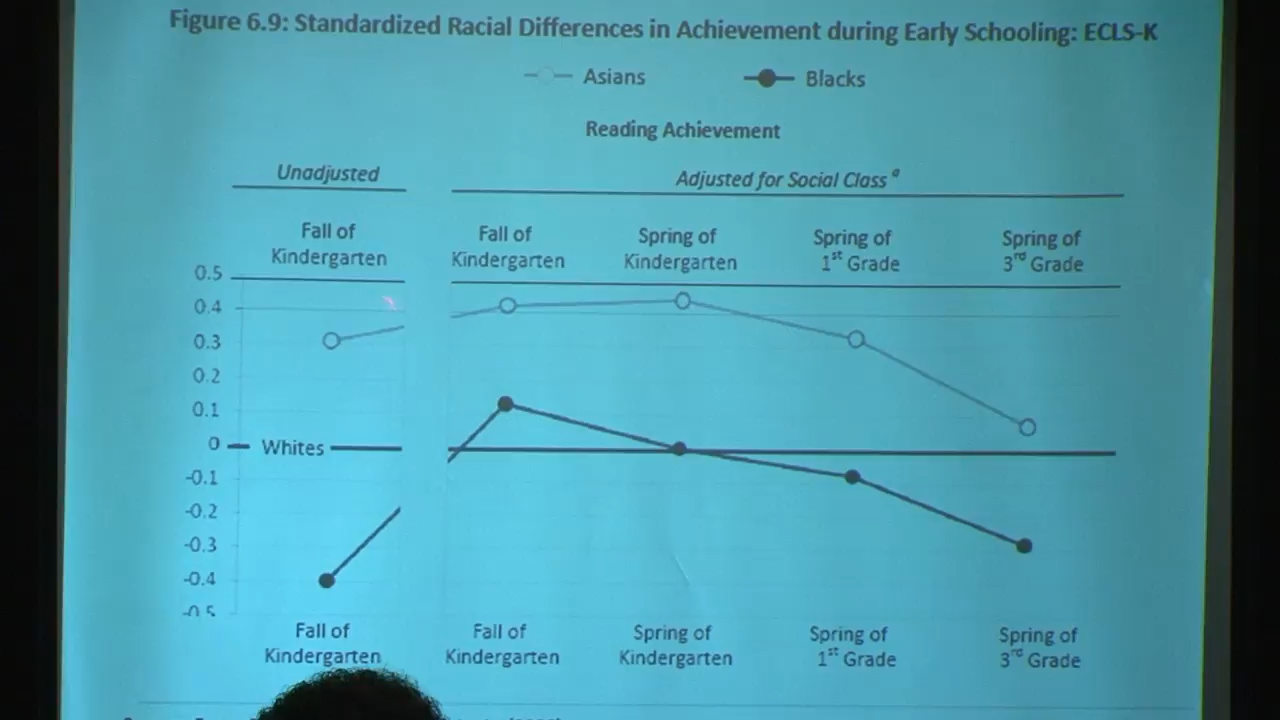 Figure 6.9: Standardized Racial Differences in Achievement during Early Schooling: ECLS-K
Asians Blacks
Reading Achievement
Unadjusted Adjusted for Social Class a
Fall of Kindergarten
Fall of Kindergarten
Spring of Kindergarten
Spring of 1st Grade
Spring of 3rd Grade
0.5
0.4
0.3
0.2
0.1
0 Whites
-0.1
-0.2
-0.3
-0.4
-0.5
Fall of Kindergarten
Fall of Kindergarten
Spring of Kindergarten
Spring of 1st Grade
Spring of 3rd Grade